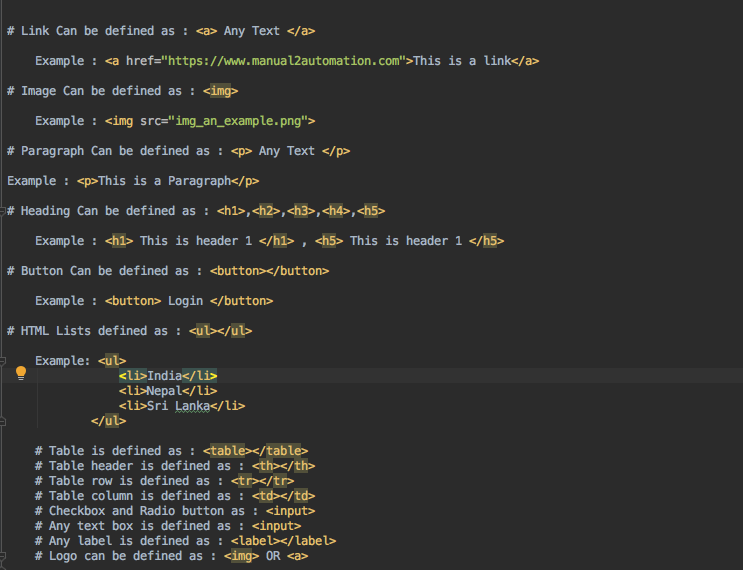 # Link Can be defined as : <a> Any Text </a>
Example : <a href="https://www.manual2automation.com">This is a link</a>
# Image Can be defined as : <img>
Example : <img src="img_an_example.png">
# Paragraph Can be defined as : <p> Any Text </p>
Example : <p>This is a Paragraph</p>
# Heading Can be defined as : <h1>,<h2>,<h3>,<h4>,<h5>
Example : <h1> This is header 1 </h1> , <h5> This is header 1 </h5>
# Button Can be defined as : <button></button>
Example : <button> Login </button>
# HTML Lists defined as : <ul></ul>
Example: <ul>
<li>India</li>
<li>Nepal</li>
<li>Sri Lanka</li>
</ul>
# Table is defined as : <table></table>
# Table header is defined as : <th></th>
# Table row is defined as : <tr></tr>
# Table column is defined as : <td></td>
# Checkbox and Radio button as : <input>
# Any text box is defined as : <input>
# Any label is defined as : <label></label>
# Logo can be defined as : <img> OR <a>